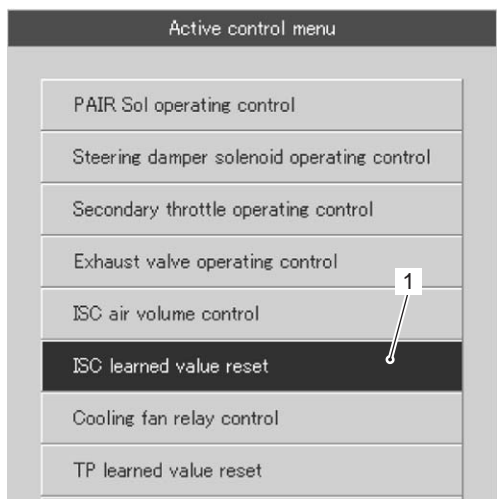 Active control menu
PAIR Sol operating control
Steering damper solenoid operating control
Secondary throttle operating control
Exhaust valve operating control
1
ISC air volume control
ISC learned value reset
Cooling fan relay control
TP learned value reset